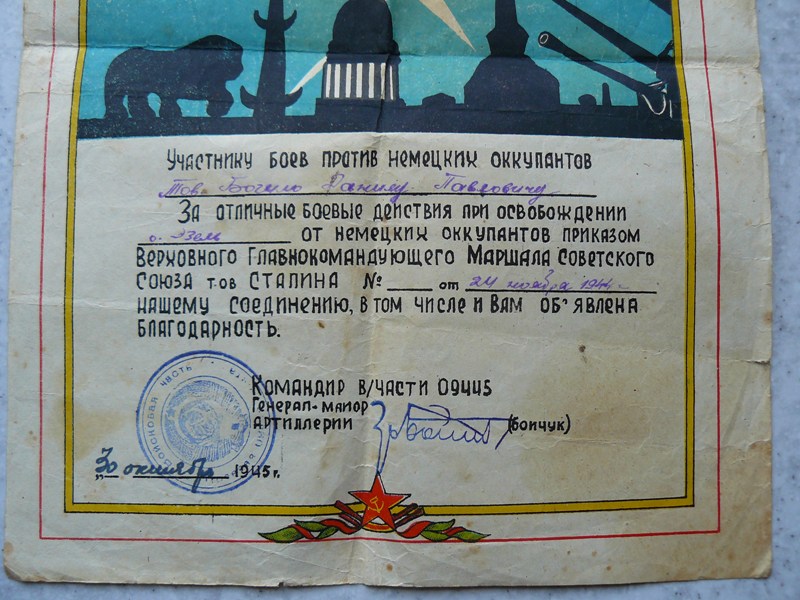 Участнику боев против немецких оккупантов
Тов. Павловичу
За отличные боевые действия при освобождении
о. Эзель от немецких оккупантов приказом
Верховного Главнокомандующего Маршала Советского
Союза тов Сталина № от 24 ноября 1944 г.
нашему соединению, в том числе и Вам об'явлена
благодарность.
Командир в/части 09445
Генерал-майор
артиллерии (Бойчук)
„30 октября 1945 г.
войсковая часть